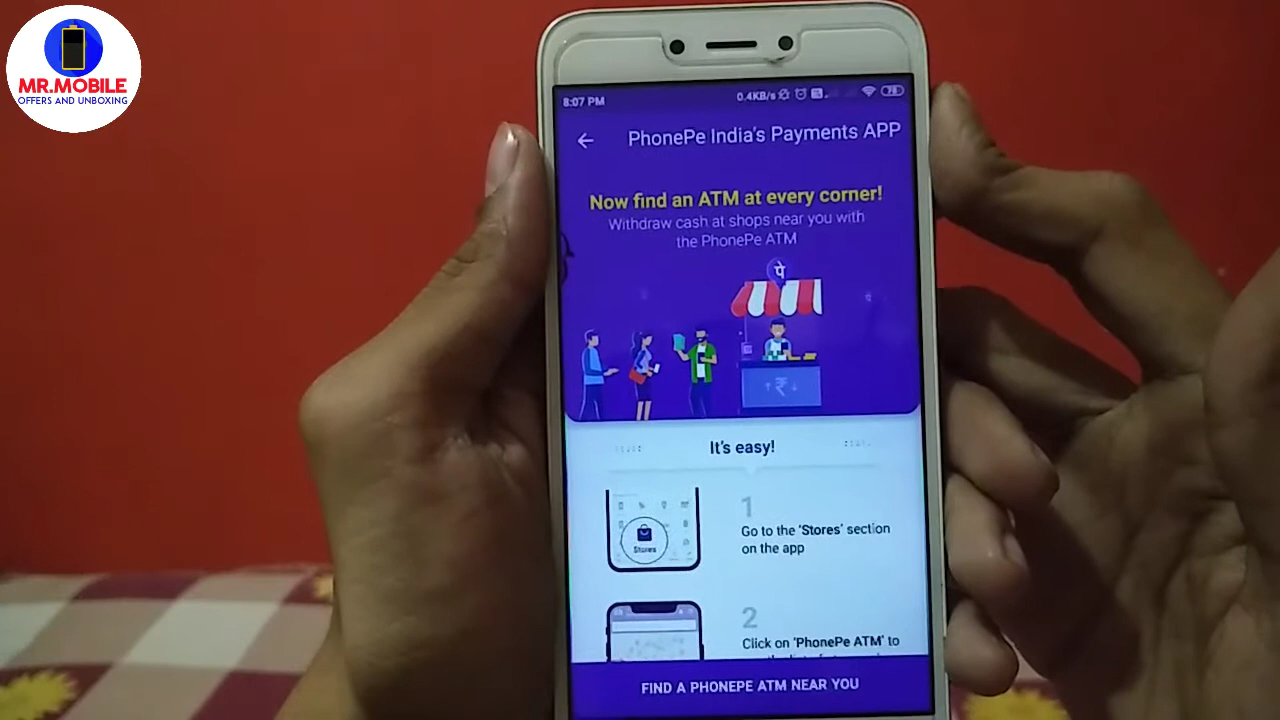 MR.MOBILE
OFFERS AND UNBOXING
8:07 PM
0.4KB/s
78
PhonePe India's Payments APP
Now find an ATM at every corner!
Withdraw cash at shops near you with
the PhonePe ATM
पे
₹
It's easy!
Stores
1
Go to the 'Stores' section
on the app
2
Click on 'PhonePe ATM' to
FIND A PHONEPE ATM NEAR YOU